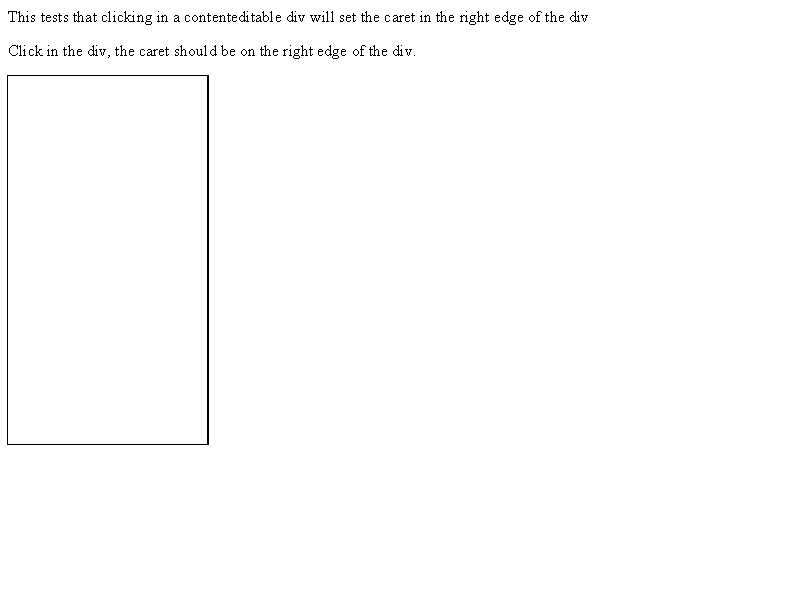 This tests that clicking in a contenteditable div will set the caret in the right edge of the div
Click in the div, the caret should be on the right edge of the div.